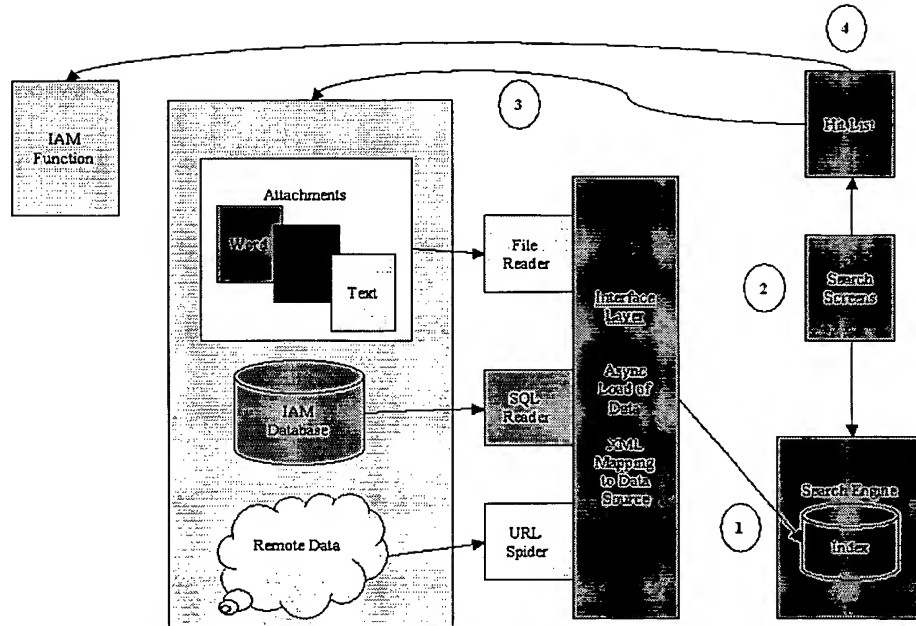 4
IAM
Function
3
Hit List
Attachments
Word
Text
File
Reader
Interface
Layer
Async
Load of
Data
XML
Mapping
to Data
Source
2
Search
Screens
IAM
Database
SQL
Reader
Remote Data
URL
Spider
1
Search Engine
Index